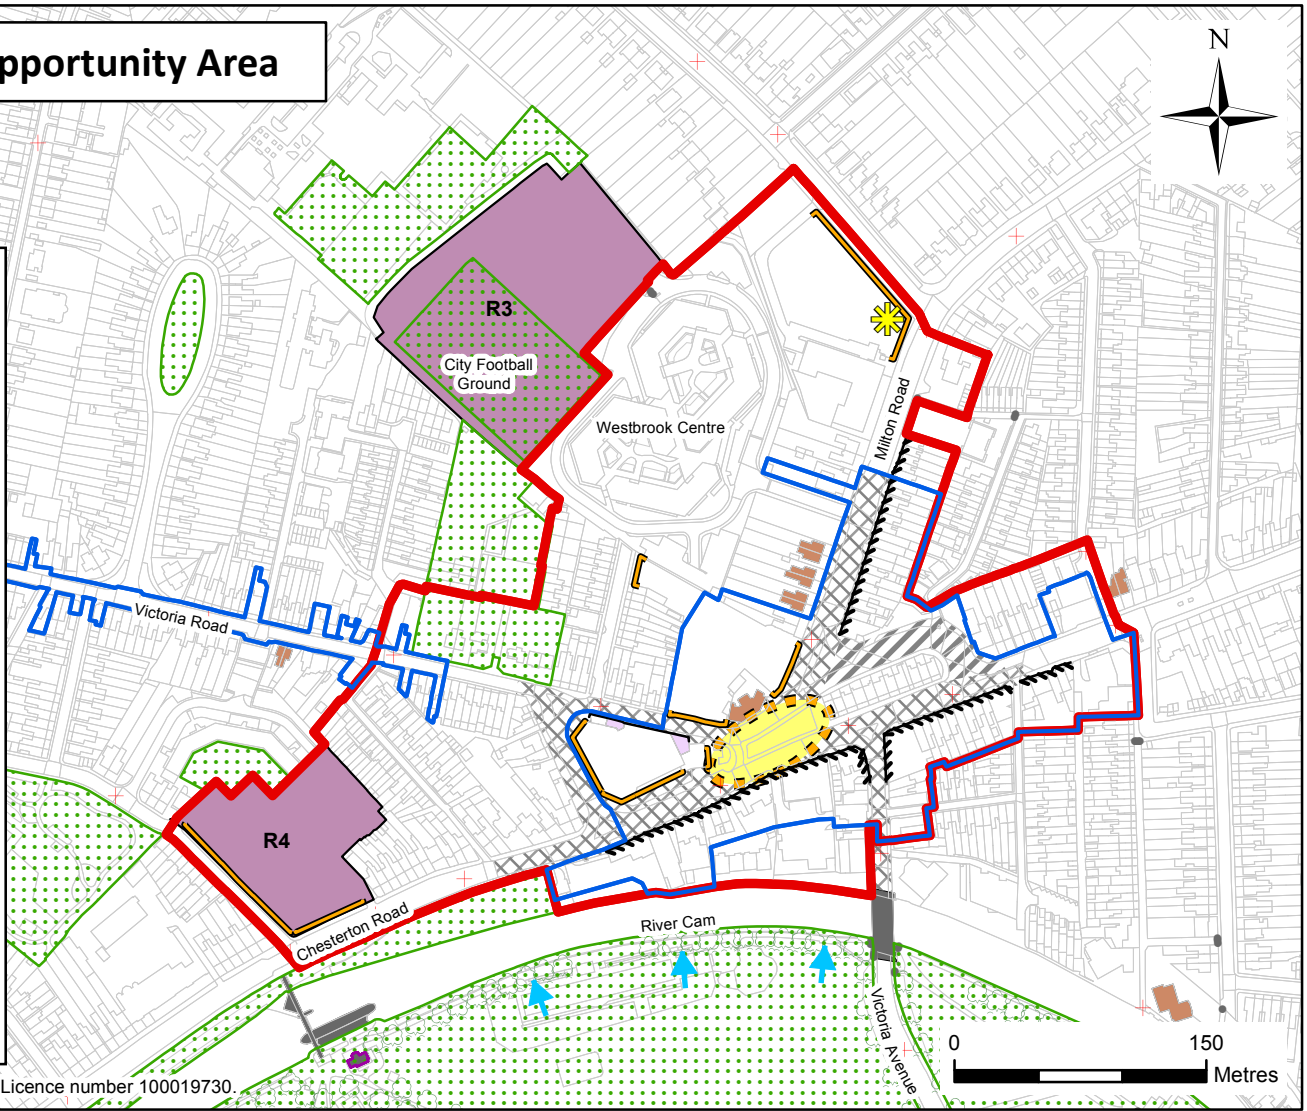 pportunity Area
N
R3
City Football
Ground
Westbrook Centre
Milton Road
Victoria Road
R4
Chesterton Road
River Cam
Victoria Avenue
0 150
Metres
Licence number 100019730.